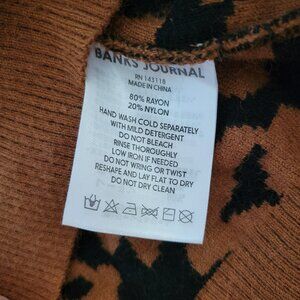 BANKS JOURNAL
RN 143118
MADE IN CHINA
80% RAYON
20% NYLON
HAND WASH COLD SEPARATELY
WITH MILD DETERGENT
DO NOT BLEACH
RINSE THOROUGHLY
LOW IRON IF NEEDED
DO NOT WRING OR TWIST
RESHAPE AND LAY FLAT TO DRY
DO NOT DRY CLEAN